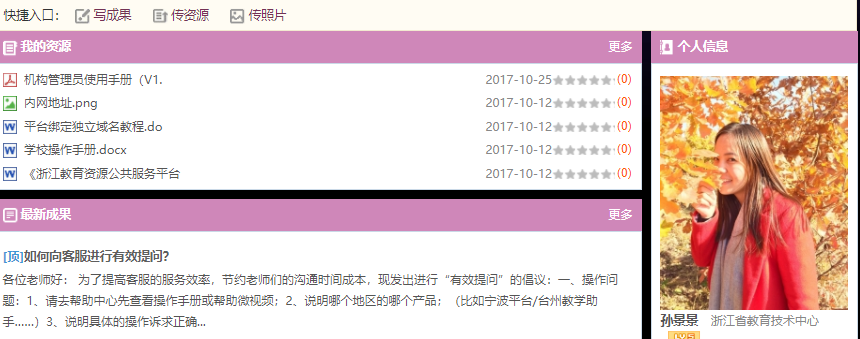 快捷入口： 写成果 传资源 传照片
我的资源 更多
机构管理员使用手册（V1. 2017-10-25 (0)
内网地址.png 2017-10-12 (0)
平台绑定独立域名教程.do 2017-10-12 (0)
学校操作手册.docx 2017-10-12 (0)
《浙江教育资源公共服务平台 2017-10-12 (0)
最新成果 更多
[顶]如何向客服进行有效提问?
各位老师好： 为了提高客服的服务效率，节约老师们的沟通时间成本，现发出进行“有效提问”的倡议：一、操作问
题：1、请去帮助中心先查看操作手册或帮助微视频；2、说明哪个地区的哪个产品；（比如宁波平台/台州教学助
手......）3、说明具体的操作诉求正确...
个人信息
孙景景 浙江省教育技术中心